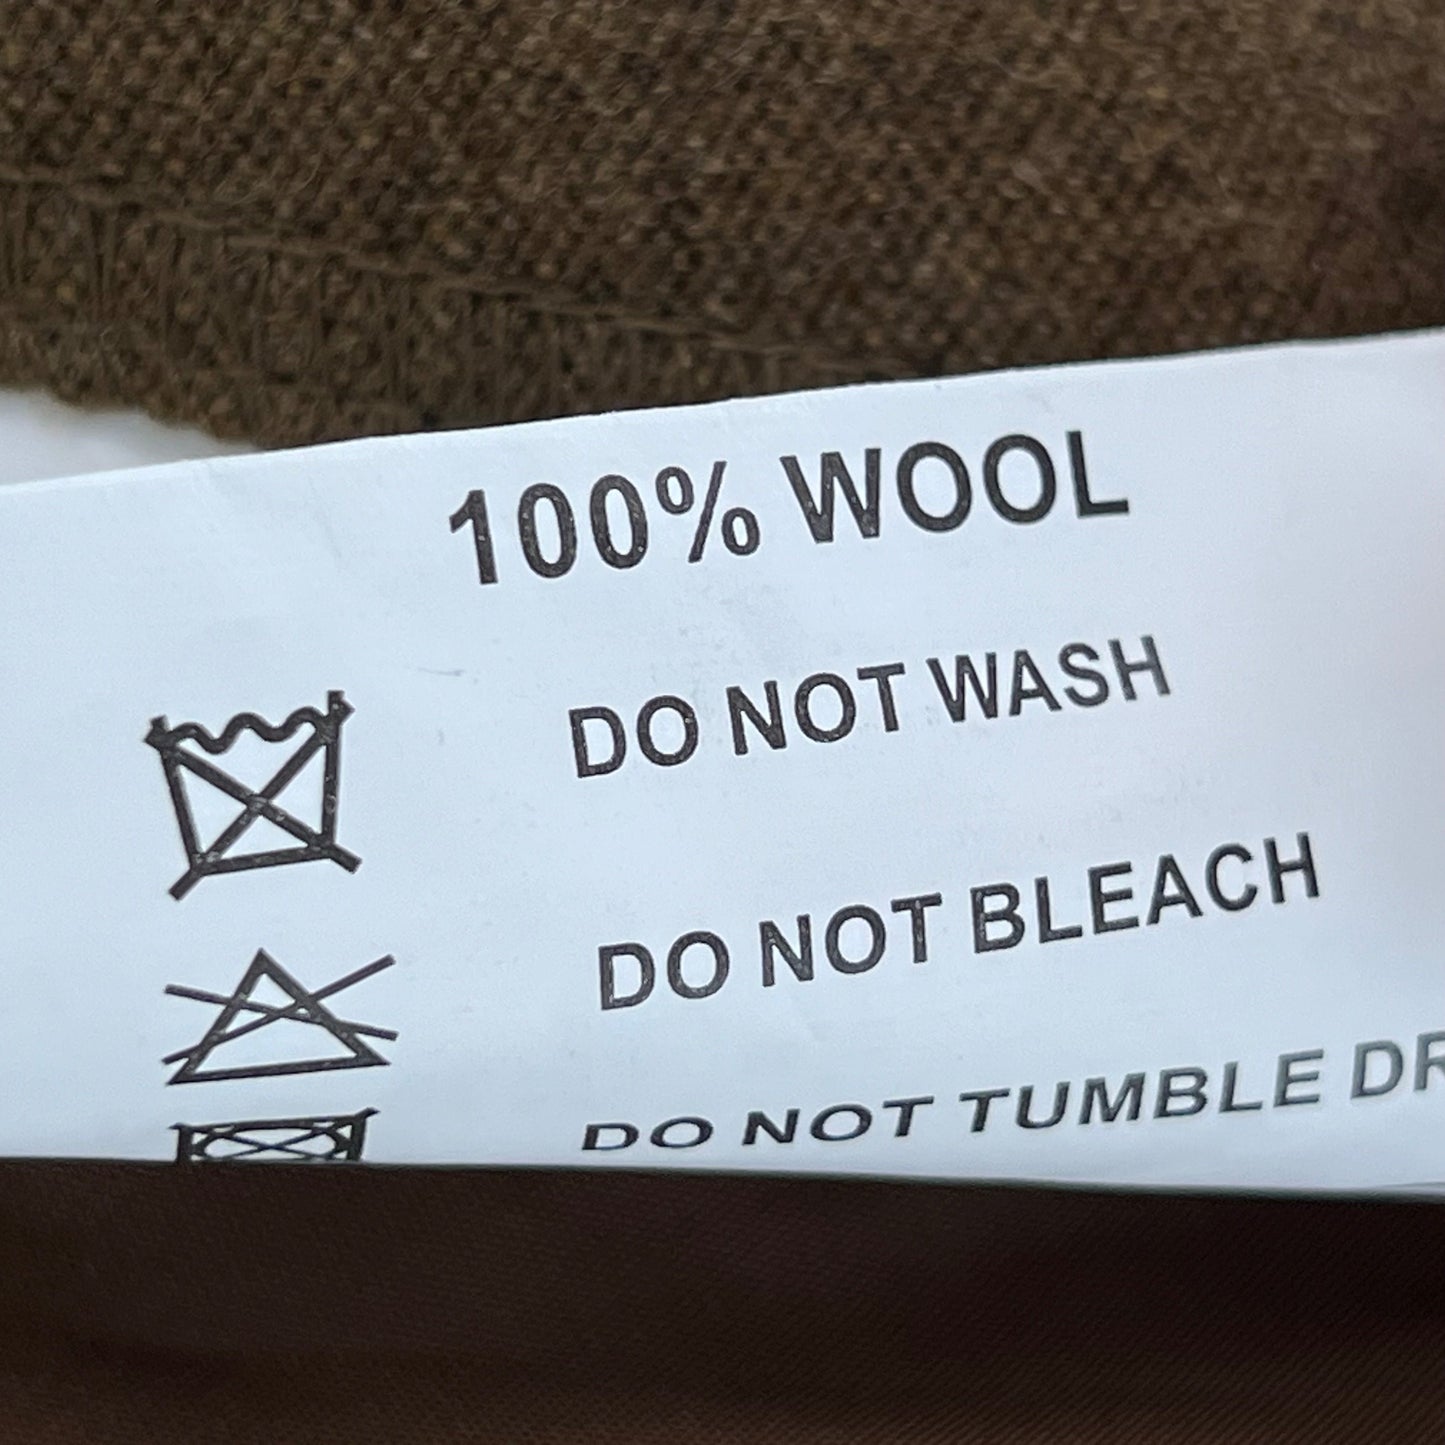 100% WOOL
DO NOT WASH
DO NOT BLEACH
DO NOT TUMBLE